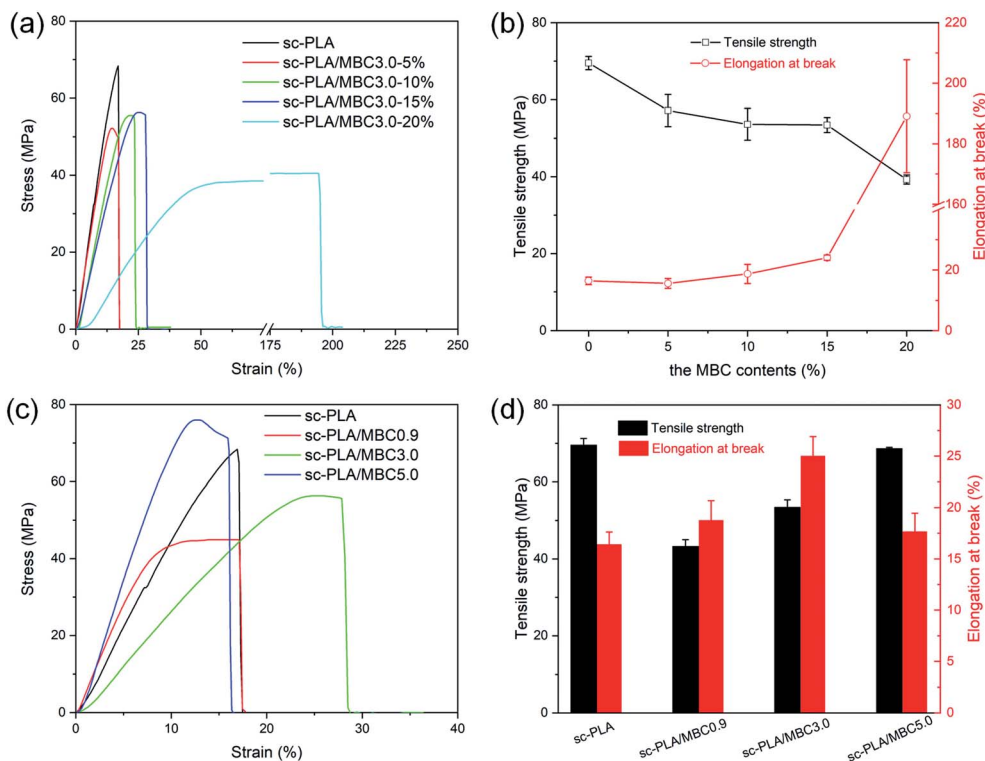 (a)
80
60
40
20
0
Stress (MPa)
sc-PLA
sc-PLA/MBC3.0-5%
sc-PLA/MBC3.0-10%
sc-PLA/MBC3.0-15%
sc-PLA/MBC3.0-20%
0 25 50 175 200 225 250
Strain (%)
(b)
80
60
40
20
0
Tensile strength (MPa)
Tensile strength
Elongation at break
220
200
180
160
40
20
0
Elongation at break (%)
0 5 10 15 20
the MBC contents (%)
(c)
80
60
40
20
0
Stress (MPa)
sc-PLA
sc-PLA/MBC0.9
sc-PLA/MBC3.0
sc-PLA/MBC5.0
0 10 20 30 40
Strain (%)
(d)
80
60
40
20
0
Tensile strength (MPa)
Tensile strength
Elongation at break
30
25
20
15
10
5
0
Elongation at break (%)
sc-PLA sc-PLA/MBC0.9 sc-PLA/MBC3.0 sc-PLA/MBC5.0